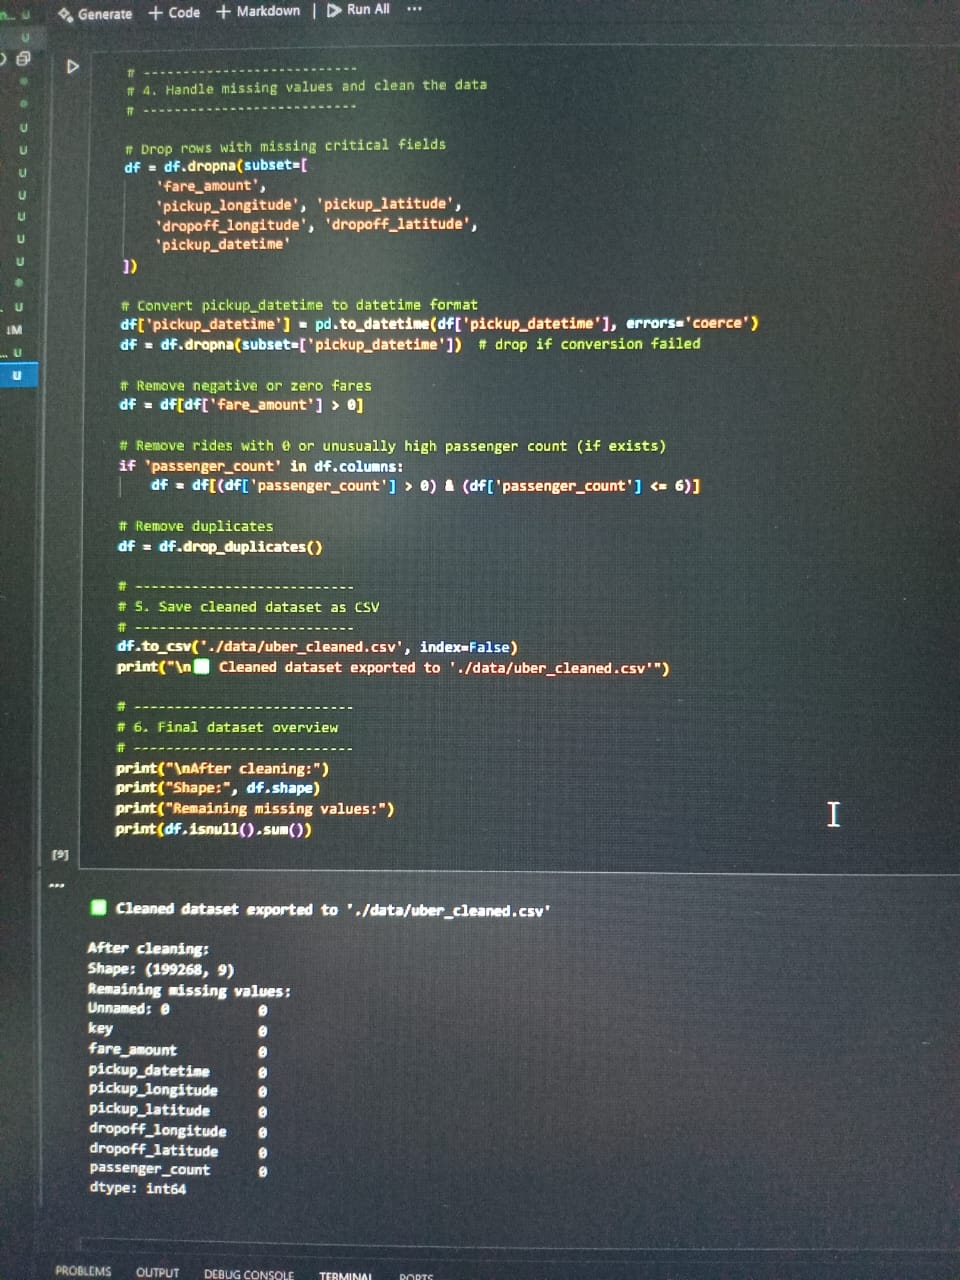 Generate + Code + Markdown | Run All ...
# ---------------------------
# 4. Handle missing values and clean the data
# ---------------------------
# Drop rows with missing critical fields
df = df.dropna(subset=[
'fare_amount',
'pickup_longitude', 'pickup_latitude',
'dropoff_longitude', 'dropoff_latitude',
'pickup_datetime'
])
# Convert pickup_datetime to datetime format
df['pickup_datetime'] = pd.to_datetime(df['pickup_datetime'], errors='coerce')
df = df.dropna(subset=['pickup_datetime']) # drop if conversion failed
# Remove negative or zero fares
df = df[df['fare_amount'] > 0]
# Remove rides with 0 or unusually high passenger count (if exists)
if 'passenger_count' in df.columns:
df = df[(df['passenger_count'] > 0) & (df['passenger_count'] <= 6)]
# Remove duplicates
df = df.drop_duplicates()
# ---------------------------
# 5. Save cleaned dataset as CSV
# ---------------------------
df.to_csv('./data/uber_cleaned.csv', index=False)
print("\n🟩 Cleaned dataset exported to './data/uber_cleaned.csv'")
# ---------------------------
# 6. Final dataset overview
# ---------------------------
print("\nAfter cleaning:")
print("Shape:", df.shape)
print("Remaining missing values:")
print(df.isnull().sum())
[9]
...
🟩 Cleaned dataset exported to './data/uber_cleaned.csv'
After cleaning:
Shape: (199268, 9)
Remaining missing values:
Unnamed: 0 0
key 0
fare_amount 0
pickup_datetime 0
pickup_longitude 0
pickup_latitude 0
dropoff_longitude 0
dropoff_latitude 0
passenger_count 0
dtype: int64
PROBLEMS OUTPUT DEBUG CONSOLE TERMINAL PORTS